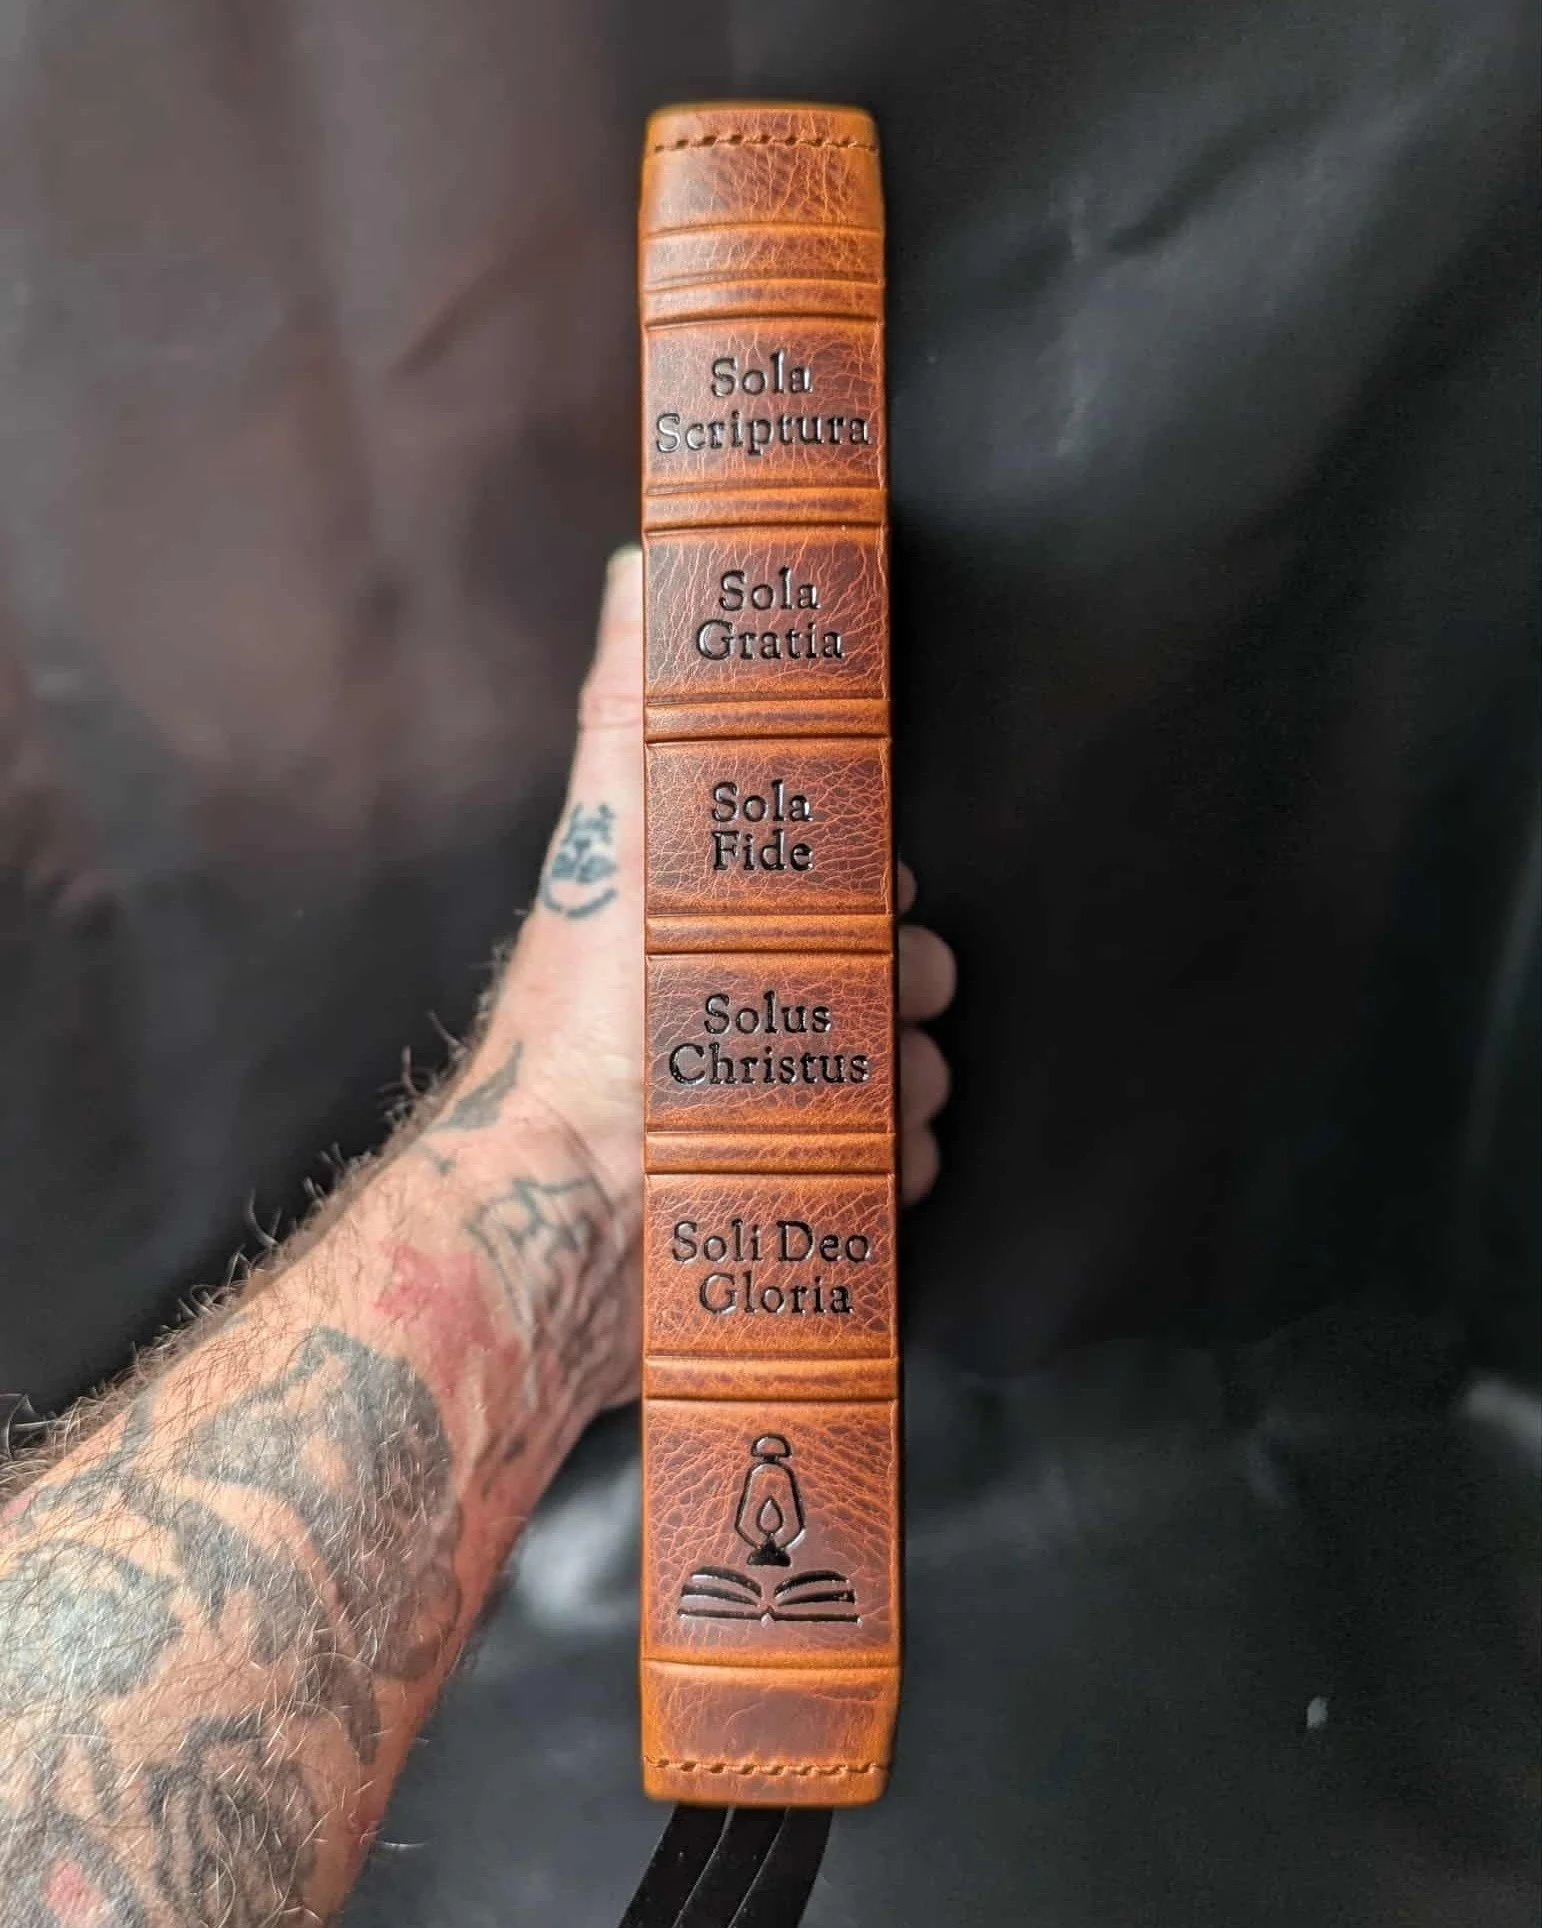 Sola
Scriptura
Sola
Gratia
Sola
Fide
Solus
Christus
Soli Deo
Gloria